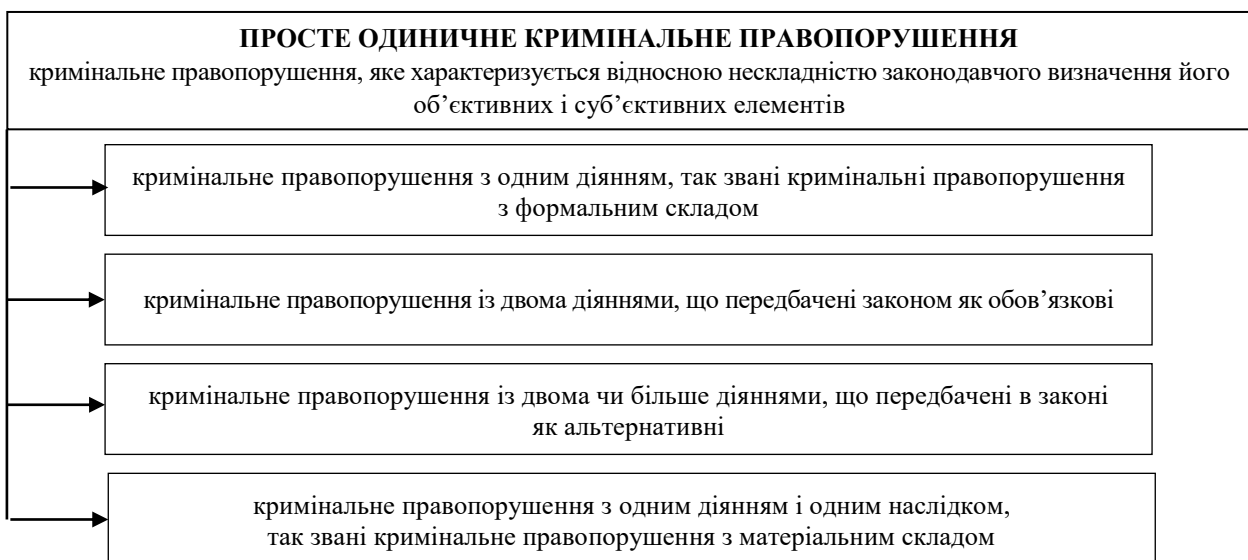 ПРОСТЕ ОДИНИЧНЕ КРИМІНАЛЬНЕ ПРАВОПОРУШЕННЯ
кримінальне правопорушення, яке характеризується відносною нескладністю законодавчого визначення його
об’єктивних і суб’єктивних елементів
кримінальне правопорушення з одним діянням, так звані кримінальні правопорушення
з формальним складом
кримінальне правопорушення із двома діяннями, що передбачені законом як обов’язкові
кримінальне правопорушення із двома чи більше діяннями, що передбачені в законі
як альтернативні
кримінальне правопорушення з одним діянням і одним наслідком,
так звані кримінальне правопорушення з матеріальним складом